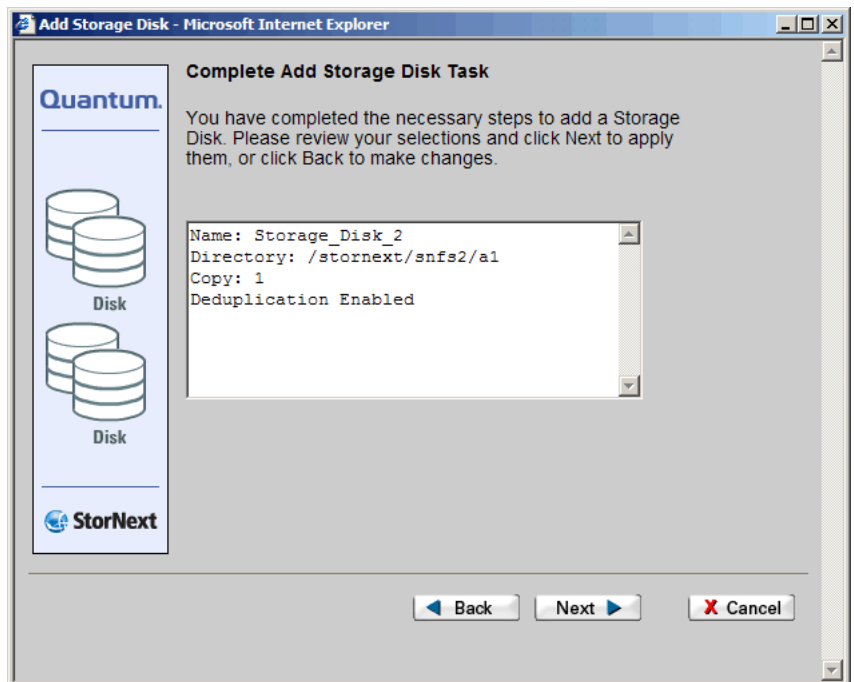 Add Storage Disk - Microsoft Internet Explorer
Quantum.
Complete Add Storage Disk Task
You have completed the necessary steps to add a Storage
Disk. Please review your selections and click Next to apply
them, or click Back to make changes.
Name: Storage_Disk_2
Directory: /stornext/snfs2/a1
Copy: 1
Deduplication Enabled
Disk
Disk
StorNext
Back
Next
X Cancel